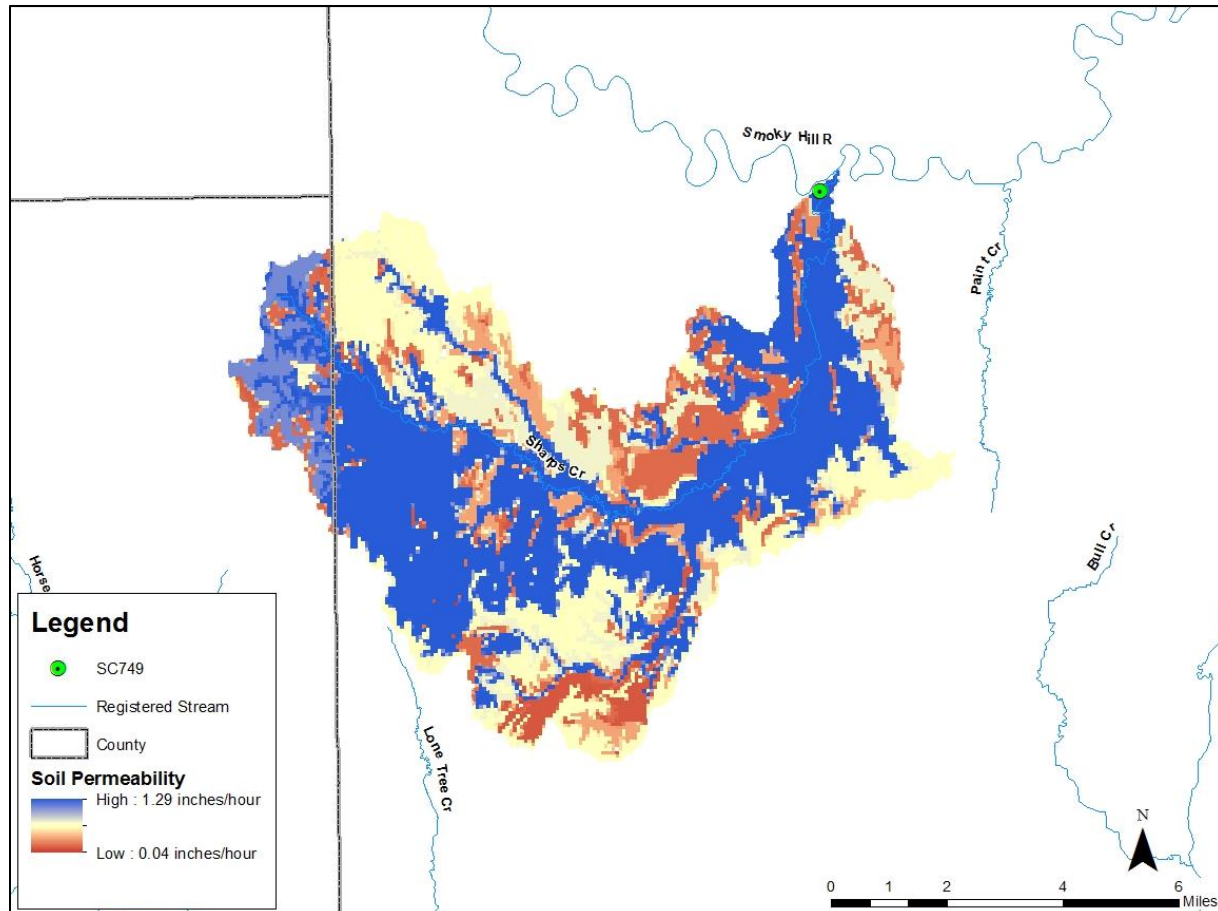 Smoky Hill R
Paint Cr
Sharps Cr
Bull Cr
Horse
Lone Tree Cr
Legend
SC749
Registered Stream
County
Soil Permeability
High : 1.29 inches/hour
Low : 0.04 inches/hour
N
0 1 2 4 6
Miles